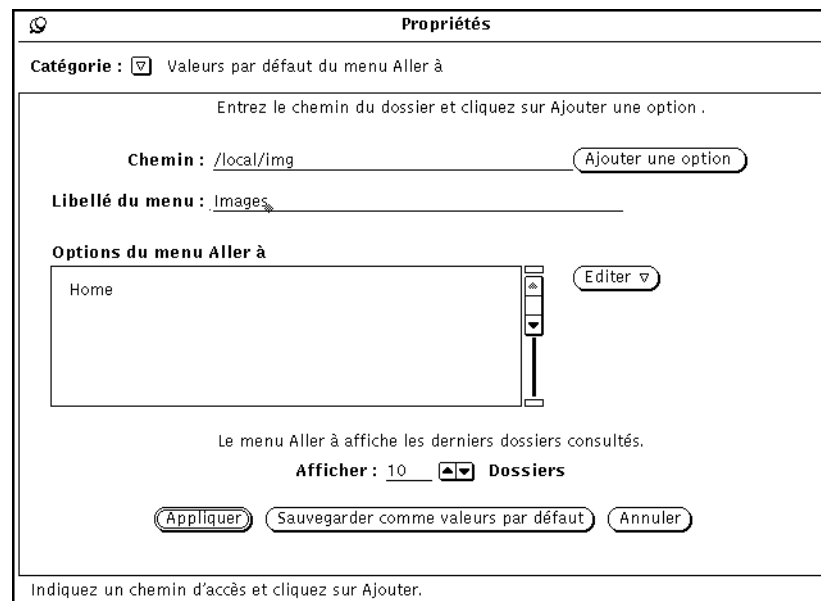 Propriétés
Catégorie : Valeurs par défaut du menu Aller à
Entrez le chemin du dossier et cliquez sur Ajouter une option .
Chemin : /local/img Ajouter une option
Libellé du menu : Images
Options du menu Aller à
Home Editer
Le menu Aller à affiche les derniers dossiers consultés.
Afficher : 10 Dossiers
Appliquer Sauvegarder comme valeurs par défaut Annuler
Indiquez un chemin d'accès et cliquez sur Ajouter.